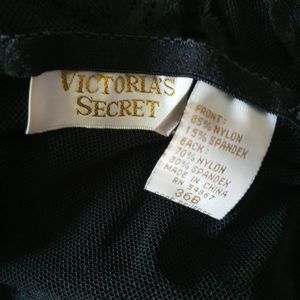 VICTORIA'S
SECRET
FRONT:
85% NYLON
15% SPANDEX
BACK:
70% NYLON
30% SPANDEX
MADE IN CHINA
RN 54867
36B